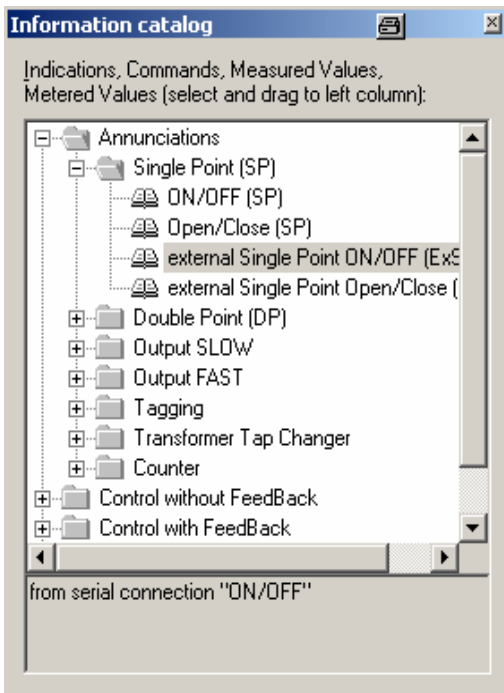 Information catalog
Indications, Commands, Measured Values,
Metered Values (select and drag to left column):
Annunciations
Single Point (SP)
ON/OFF (SP)
Open/Close (SP)
external Single Point ON/OFF (ExS
external Single Point Open/Close (
Double Point (DP)
Output SLOW
Output FAST
Tagging
Transformer Tap Changer
Counter
Control without FeedBack
Control with FeedBack
from serial connection "ON/OFF"